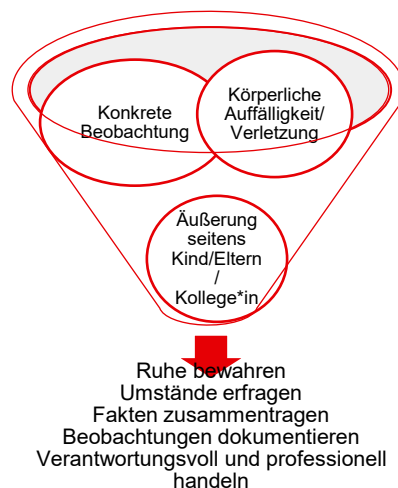 Konkrete
Beobachtung
Körperliche
Auffälligkeit/
Verletzung
Äußerung
seitens
Kind/Eltern
/
Kollege*in
Ruhe bewahren
Umstände erfragen
Fakten zusammentragen
Beobachtungen dokumentieren
Verantwortungsvoll und professionell
handeln